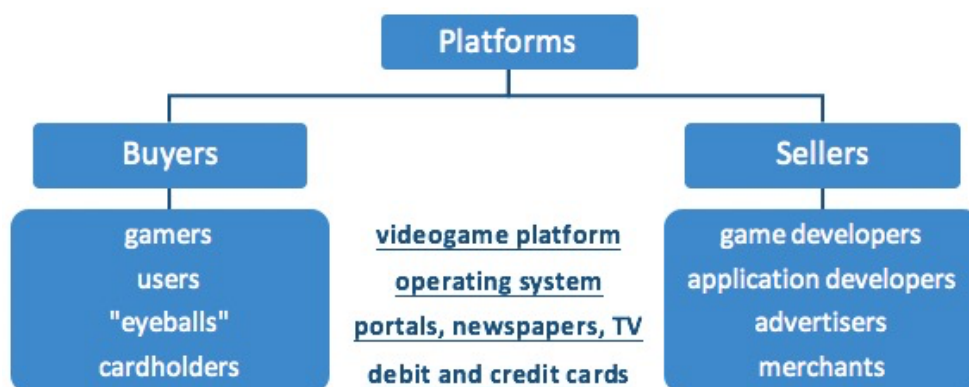 Platforms
Buyers
Sellers
gamers
videogame platform
game developers
users
operating system
application developers
"eyeballs"
portals, newspapers, TV
advertisers
cardholders
debit and credit cards
merchants